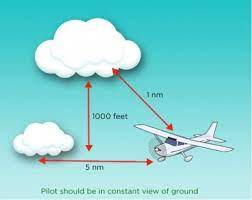 1 nm
1000 feet
5 nm
Pilot should be in constant view of ground